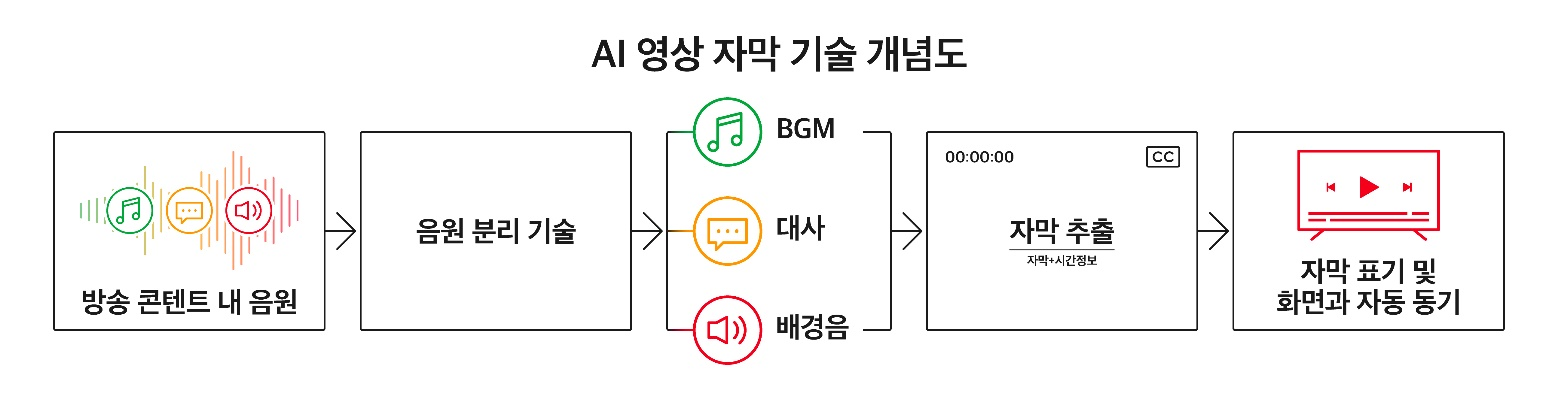 AI 영상 자막 기술 개념도
방송 콘텐트 내 음원
음원 분리 기술
BGM
대사
배경음
00:00:00
CC
자막 추출
자막+시간정보
자막 표기 및
화면과 자동 동기